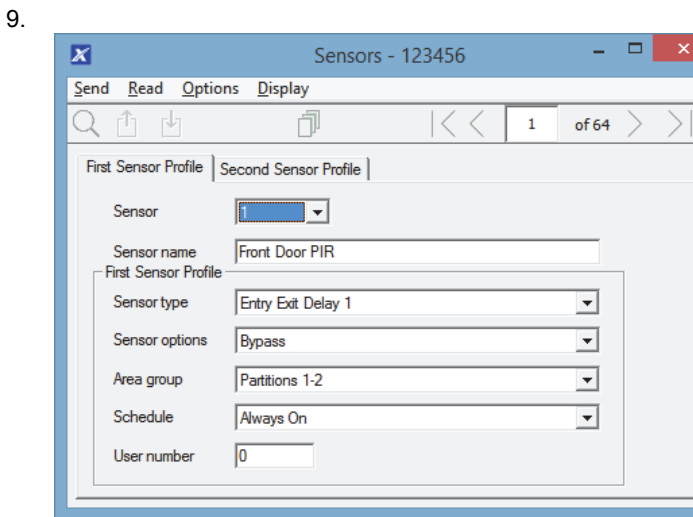 9.
Sensors - 123456
Send Read Options Display
1 of 64
First Sensor Profile Second Sensor Profile
Sensor 1
Sensor name Front Door PIR
First Sensor Profile
Sensor type Entry Exit Delay 1
Sensor options Bypass
Area group Partitions 1-2
Schedule Always On
User number 0